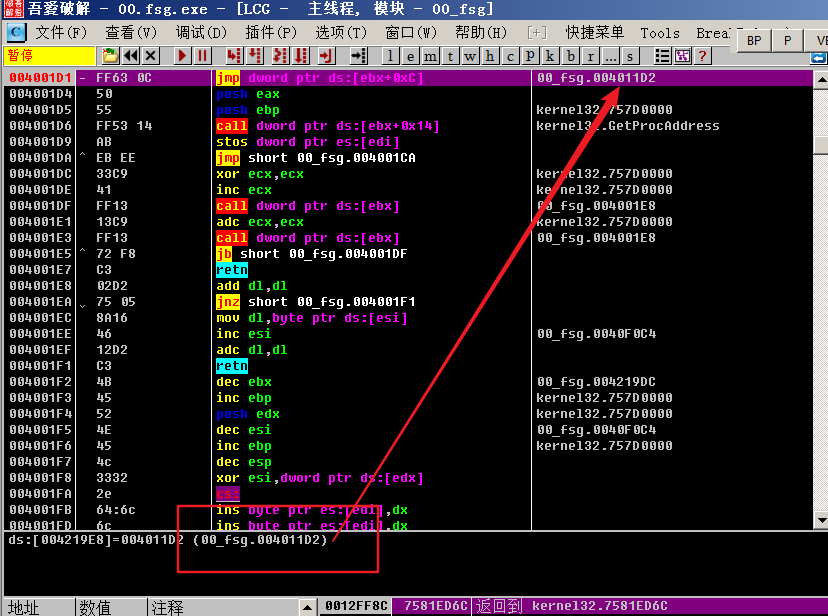 吾爱破解 - 00.fsg.exe - [LCG - 主线程, 模块 - 00_fsg]
C 文件(F) 查看(V) 调试(D) 插件(P) 选项(T) 窗口(W) 帮助(H) [+] 快捷菜单 Tools Brea BP P VE
暂停 l e m t w h c p k b r ... s ?
004001D1 - FF63 0C jmp dword ptr ds:[ebx+0xC] 00_fsg.004011D2
004001D4 50 push eax
004001D5 55 push ebp kernel32.757D0000
004001D6 FF53 14 call dword ptr ds:[ebx+0x14] kernel32.GetProcAddress
004001D9 AB stos dword ptr es:[edi]
004001DA ^ EB EE jmp short 00_fsg.004001CA
004001DC 33C9 xor ecx,ecx kernel32.757D0000
004001DE 41 inc ecx kernel32.757D0000
004001DF FF13 call dword ptr ds:[ebx] 00_fsg.004001E8
004001E1 13C9 adc ecx,ecx kernel32.757D0000
004001E3 FF13 call dword ptr ds:[ebx] 00_fsg.004001E8
004001E5 ^ 72 F8 jb short 00_fsg.004001DF
004001E7 C3 retn
004001E8 02D2 add dl,dl
004001EA 75 05 jnz short 00_fsg.004001F1
004001EC 8A16 mov dl,byte ptr ds:[esi]
004001EE 46 inc esi 00_fsg.0040F0C4
004001EF 12D2 adc dl,dl
004001F1 C3 retn
004001F2 4B dec ebx 00_fsg.004219DC
004001F3 45 inc ebp kernel32.757D0000
004001F4 52 push edx kernel32.757D0000
004001F5 4E dec esi 00_fsg.0040F0C4
004001F6 45 inc ebp kernel32.757D0000
004001F7 4c dec esp
004001F8 3332 xor esi,dword ptr ds:[edx]
004001FA 2e cs:
004001FB 64:6c ins byte ptr es:[edi],dx
004001FD 6c ins byte ptr es:[edi],dx
ds:[004219E8]=004011D2 (00_fsg.004011D2)
地址 数值 注释 0012FF8C 7581ED6C 返回到 kernel32.7581ED6C